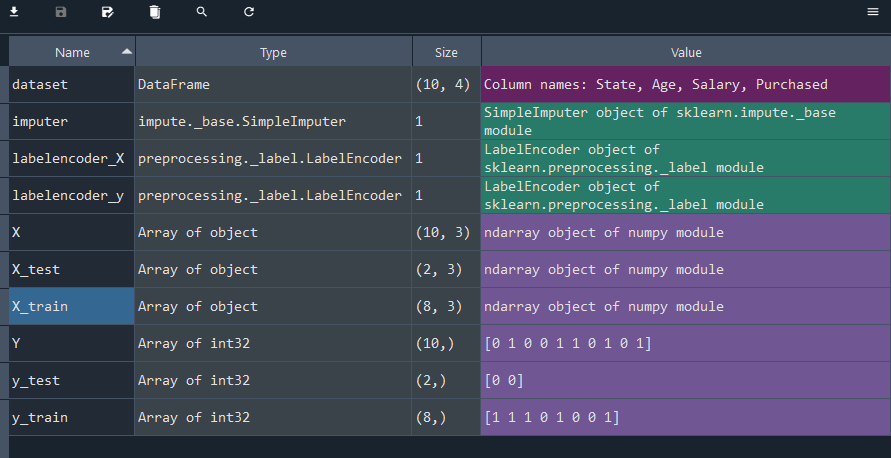 Name Type Size Value
dataset DataFrame (10, 4) Column names: State, Age, Salary, Purchased
imputer impute._base.SimpleImputer 1 SimpleImputer object of sklearn.impute._base
module
labelencoder_X preprocessing._label.LabelEncoder 1 LabelEncoder object of
sklearn.preprocessing._label module
labelencoder_y preprocessing._label.LabelEncoder 1 LabelEncoder object of
sklearn.preprocessing._label module
X Array of object (10, 3) ndarray object of numpy module
X_test Array of object (2, 3) ndarray object of numpy module
X_train Array of object (8, 3) ndarray object of numpy module
Y Array of int32 (10,) [0 1 0 0 1 1 0 1 0 1]
y_test Array of int32 (2,) [0 0]
y_train Array of int32 (8,) [1 1 1 0 1 0 0 1]